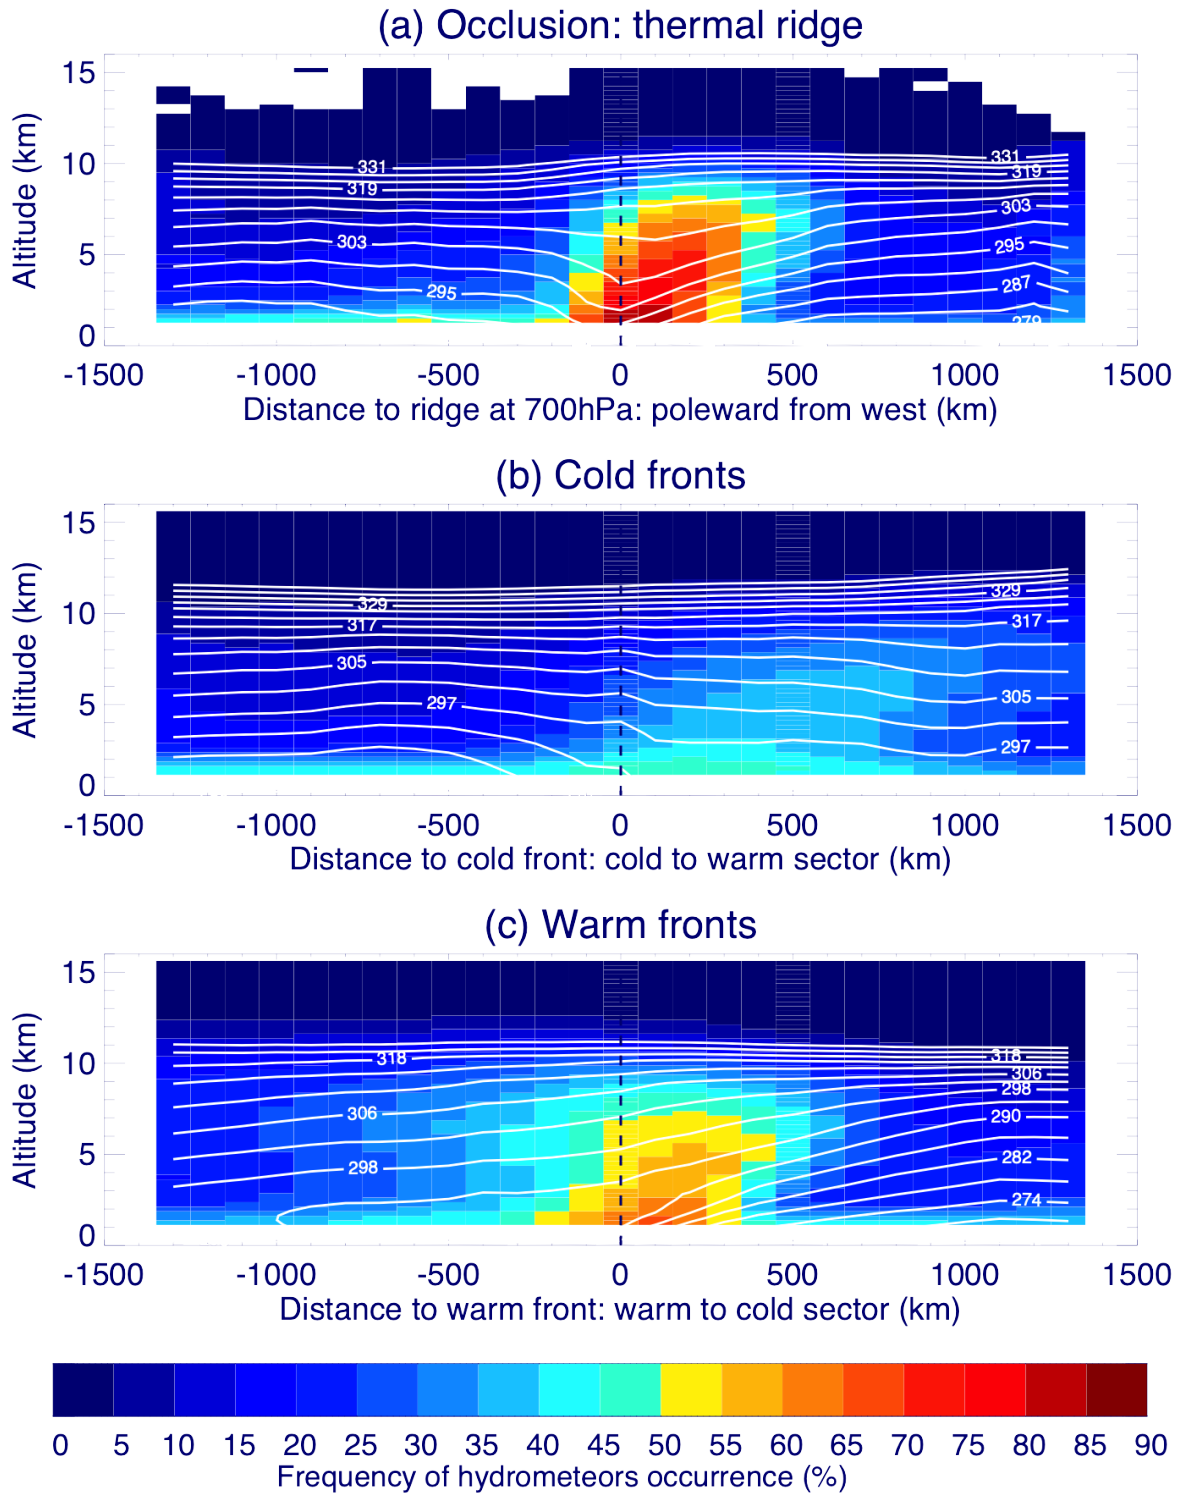 (a) Occlusion: thermal ridge
15
10
5
0
Altitude (km)
331
319
303
295
331
319
303
295
287
279
-1500 -1000 -500 0 500 1000 1500
Distance to ridge at 700hPa: poleward from west (km)
(b) Cold fronts
15
10
5
0
Altitude (km)
329
317
305
297
329
317
305
297
-1500 -1000 -500 0 500 1000 1500
Distance to cold front: cold to warm sector (km)
(c) Warm fronts
15
10
5
0
Altitude (km)
318
306
298
318
306
298
290
282
274
-1500 -1000 -500 0 500 1000 1500
Distance to warm front: warm to cold sector (km)
0 5 10 15 20 25 30 35 40 45 50 55 60 65 70 75 80 85 90
Frequency of hydrometeors occurrence (%)